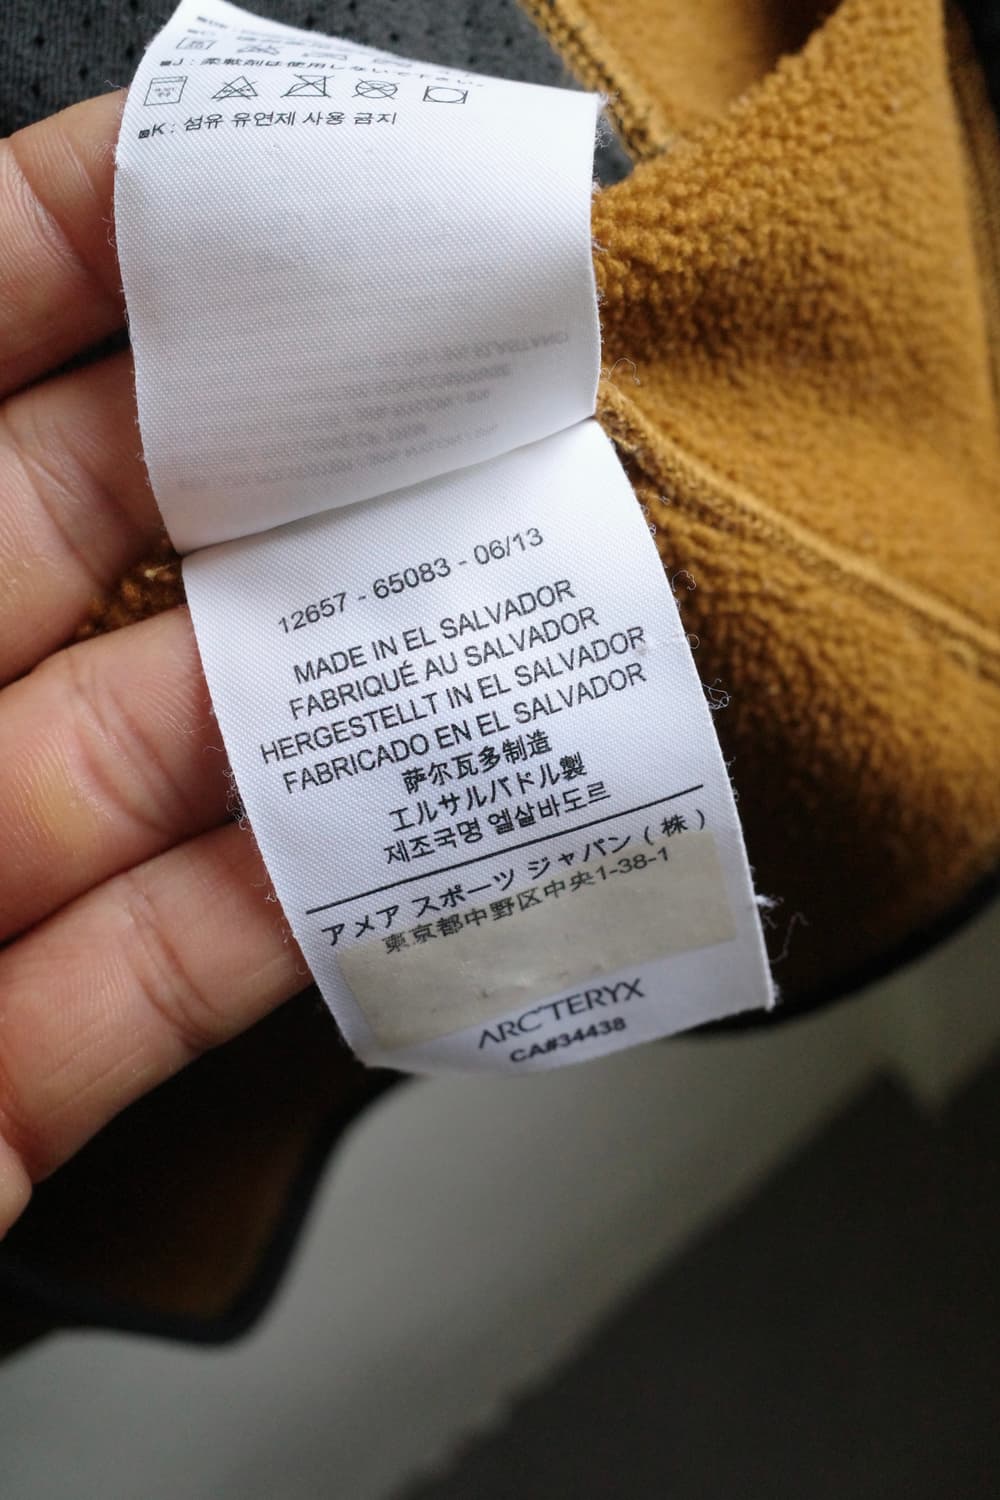 ■J : 柔軟剤は使用しないで下さい。
■K : 섬유 유연제 사용 금지
12657 - 65083 - 06/13
MADE IN EL SALVADOR
FABRIQUÉ AU SALVADOR
HERGESTELLT IN EL SALVADOR
FABRICADO EN EL SALVADOR
萨尔瓦多制造
エルサルバドル製
제조국명 엘살바도르
アメア スポーツ ジャパン ( 株 )
東京都中野区中央1-38-1
ARC'TERYX
CA#34438